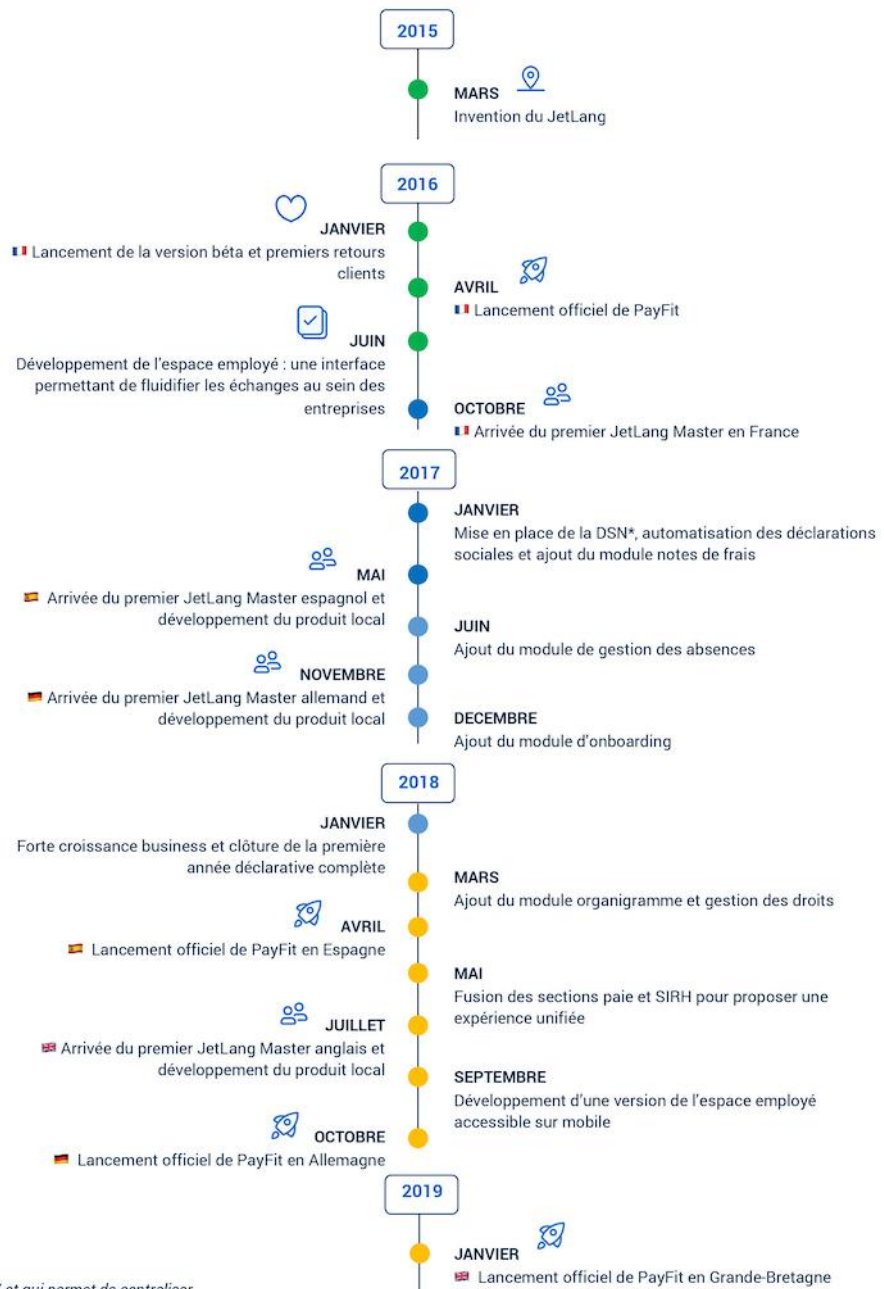 2015
MARS
Invention du JetLang
2016
JANVIER
Lancement de la version béta et premiers retours
clients
AVRIL
Lancement officiel de PayFit
JUIN
Développement de l'espace employé : une interface
permettant de fluidifier les échanges au sein des
entreprises
OCTOBRE
Arrivée du premier JetLang Master en France
2017
JANVIER
Mise en place de la DSN*, automatisation des déclarations
sociales et ajout du module notes de frais
MAI
Arrivée du premier JetLang Master espagnol et
développement du produit local
JUIN
Ajout du module de gestion des absences
NOVEMBRE
Arrivée du premier JetLang Master allemand et
développement du produit local
DECEMBRE
Ajout du module d'onboarding
2018
JANVIER
Forte croissance business et clôture de la première
année déclarative complète
MARS
Ajout du module organigramme et gestion des droits
AVRIL
Lancement officiel de PayFit en Espagne
MAI
Fusion des sections paie et SIRH pour proposer une
expérience unifiée
JUILLET
Arrivée du premier JetLang Master anglais et
développement du produit local
SEPTEMBRE
Développement d'une version de l'espace employé
accessible sur mobile
OCTOBRE
Lancement officiel de PayFit en Allemagne
2019
JANVIER
Lancement officiel de PayFit en Grande-Bretagne
et qui permet de centraliser